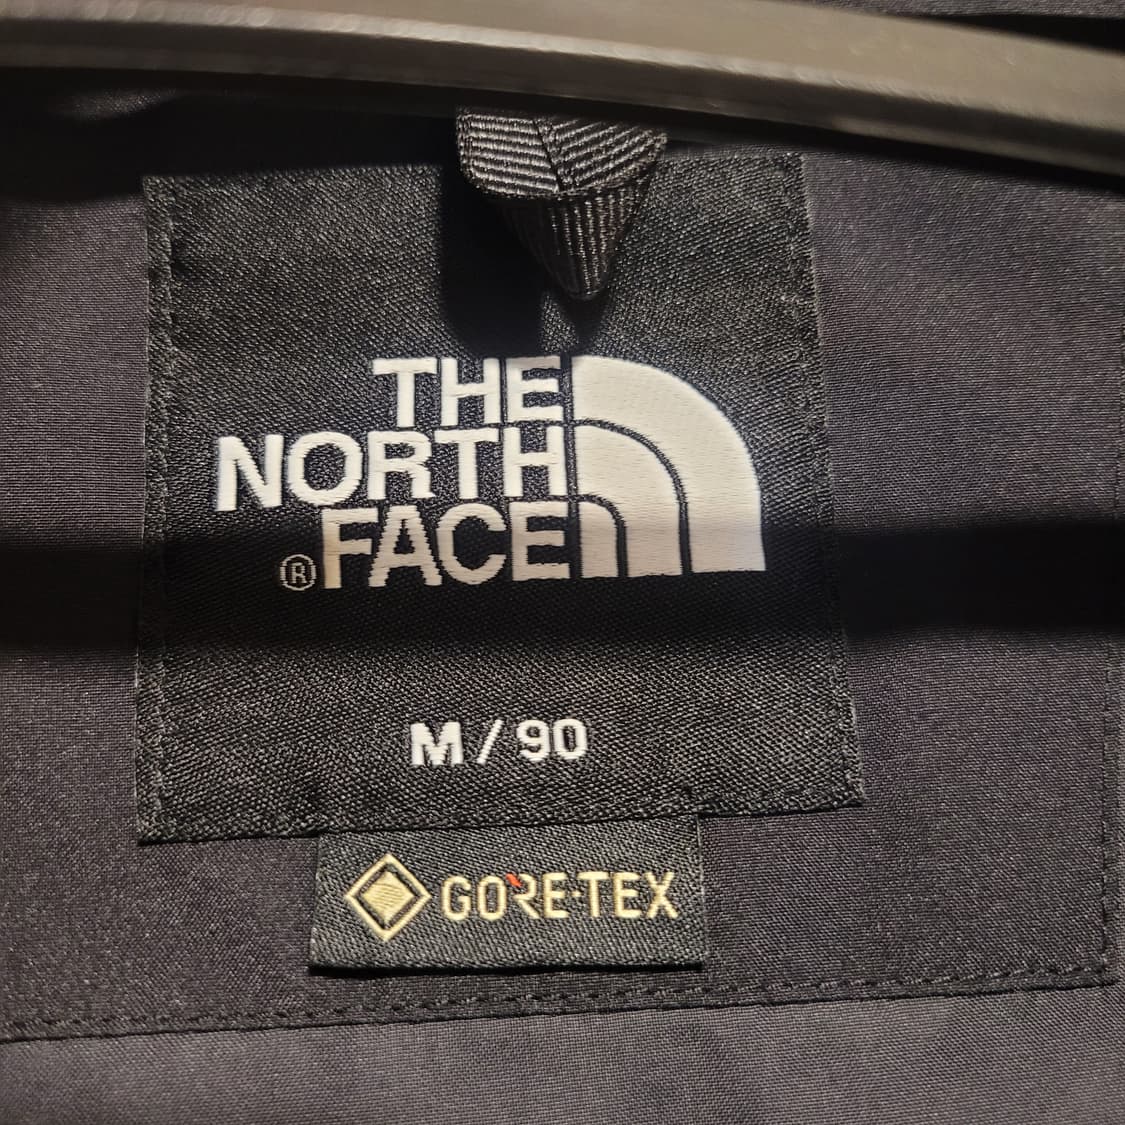 THE
NORTH
FACE
®
M / 90
GORE-TEX